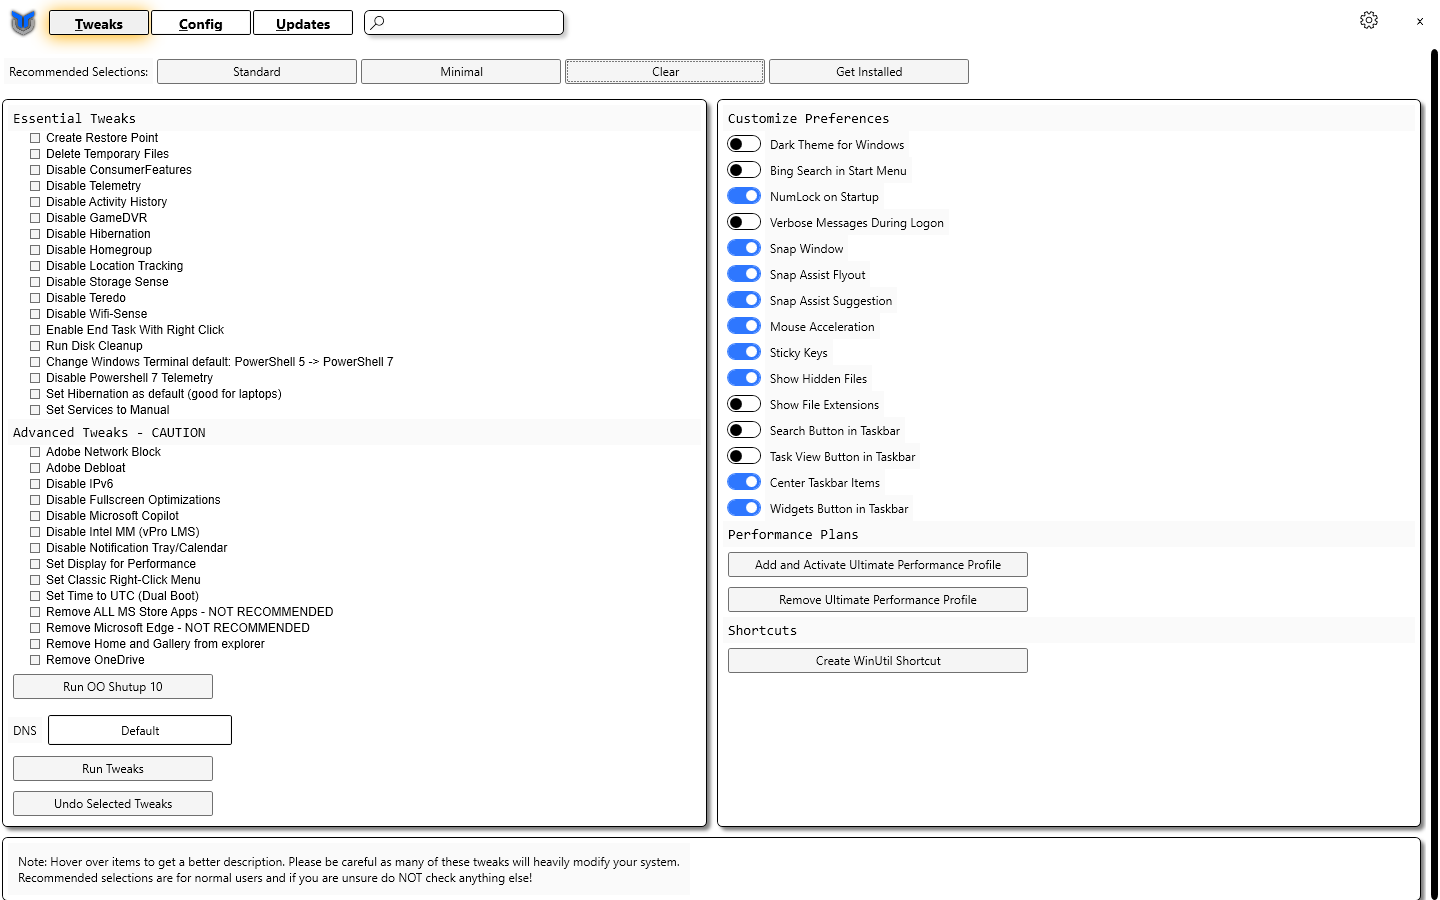 Tweaks
Config
Updates
Recommended Selections:
Standard
Minimal
Clear
Get Installed
Essential Tweaks
Create Restore Point
Delete Temporary Files
Disable ConsumerFeatures
Disable Telemetry
Disable Activity History
Disable GameDVR
Disable Hibernation
Disable Homegroup
Disable Location Tracking
Disable Storage Sense
Disable Teredo
Disable Wifi-Sense
Enable End Task With Right Click
Run Disk Cleanup
Change Windows Terminal default: PowerShell 5 -> PowerShell 7
Disable Powershell 7 Telemetry
Set Hibernation as default (good for laptops)
Set Services to Manual
Advanced Tweaks - CAUTION
Adobe Network Block
Adobe Debloat
Disable IPv6
Disable Fullscreen Optimizations
Disable Microsoft Copilot
Disable Intel MM (vPro LMS)
Disable Notification Tray/Calendar
Set Display for Performance
Set Classic Right-Click Menu
Set Time to UTC (Dual Boot)
Remove ALL MS Store Apps - NOT RECOMMENDED
Remove Microsoft Edge - NOT RECOMMENDED
Remove Home and Gallery from explorer
Remove OneDrive
Run OO Shutup 10
DNS
Default
Run Tweaks
Undo Selected Tweaks
Customize Preferences
Dark Theme for Windows
Bing Search in Start Menu
NumLock on Startup
Verbose Messages During Logon
Snap Window
Snap Assist Flyout
Snap Assist Suggestion
Mouse Acceleration
Sticky Keys
Show Hidden Files
Show File Extensions
Search Button in Taskbar
Task View Button in Taskbar
Center Taskbar Items
Widgets Button in Taskbar
Performance Plans
Add and Activate Ultimate Performance Profile
Remove Ultimate Performance Profile
Shortcuts
Create WinUtil Shortcut
Note: Hover over items to get a better description. Please be careful as many of these tweaks will heavily modify your system.
Recommended selections are for normal users and if you are unsure do NOT check anything else!